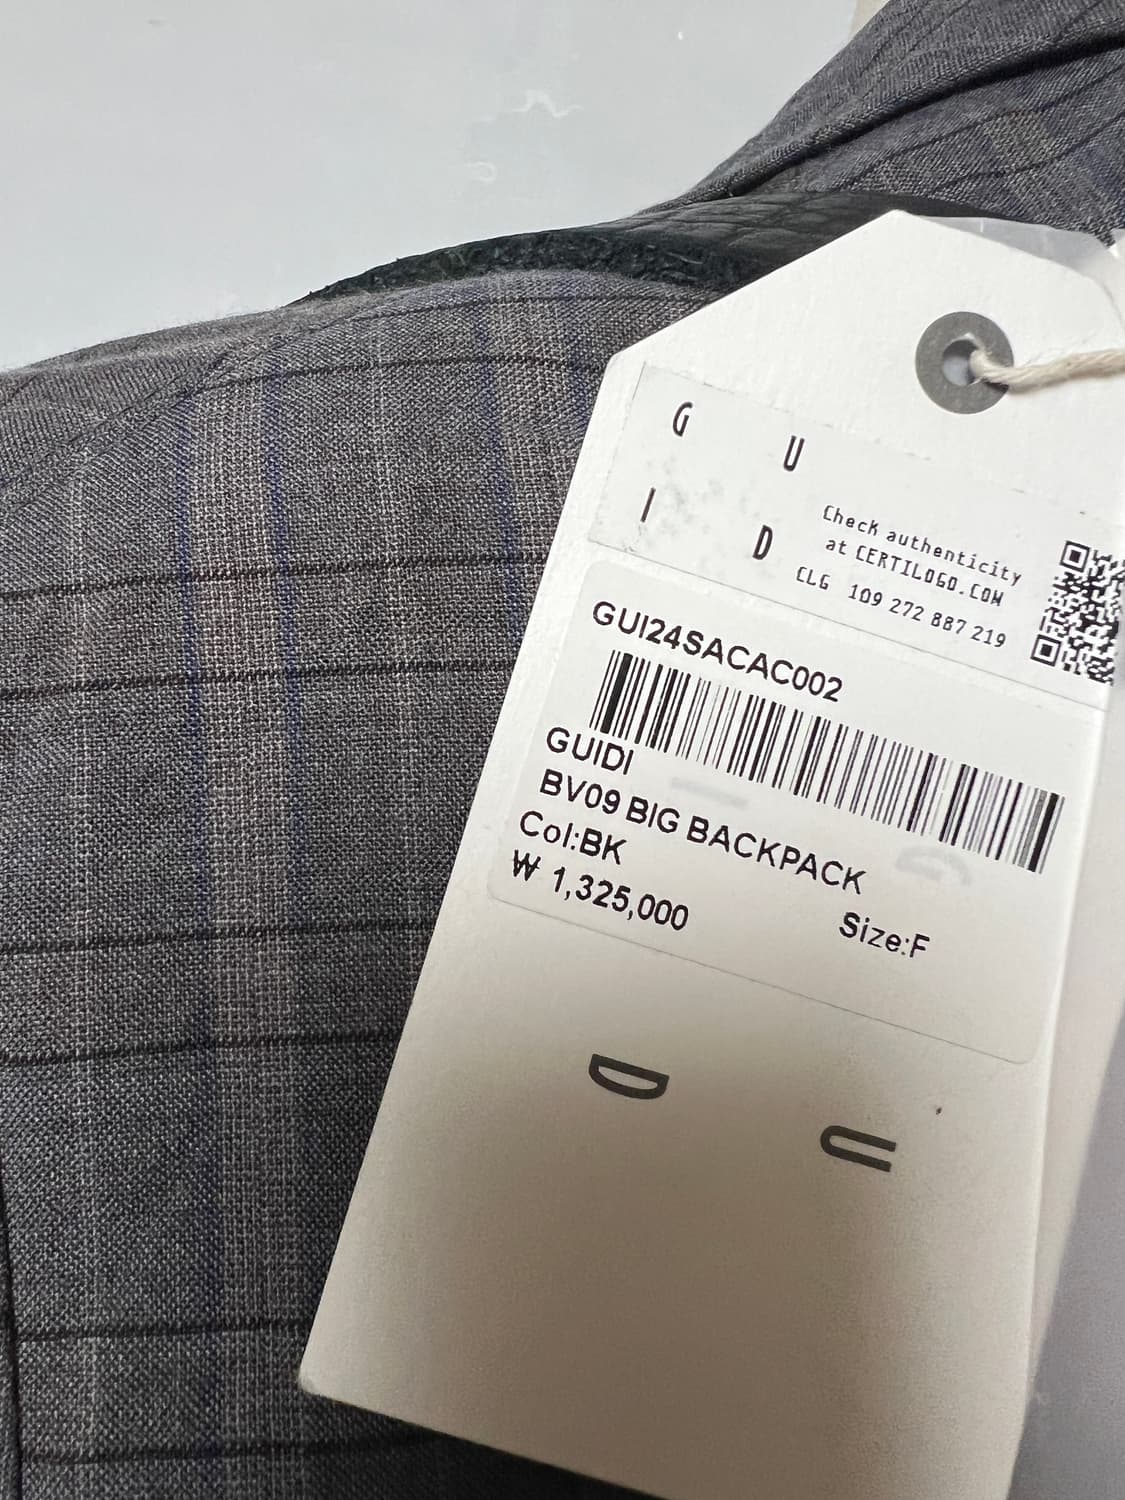 G U
I D
Check authenticity
at CERTILOGO.COM
CLG 109 272 887 219
GUI24SACAC002
GUIDI
BV09 BIG BACKPACK
Col:BK Size:F
₩ 1,325,000
D U